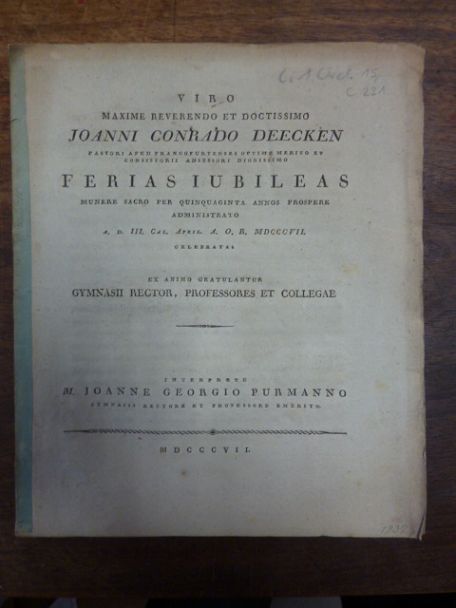 VIRO
MAXIME REVERENDO ET DOCTISSIMO
JOANNI CONRADO DEECKEN
PASTORI APUD FRANCOFURTENSES OPTIME MERITO ET
CONSISTORII ADSESSORI DIGNISSIMO
FERIAS IUBILEAS
MUNERE SACRO PER QUINQUAGINTA ANNOS PROSPERE
ADMINISTRATO
A. D. III. CAL. APRIL. A. O. R. MDCCCVII.
CELEBRATAS
EX ANIMO GRATULANTUR
GYMNASII RECTOR, PROFESSORES ET COLLEGAE
INTERPRETE
M. JOANNE GEORGIO PURMANNO
GYMNASII RECTORE ET PROFESSORE EMERITO.
MDCCCVII.